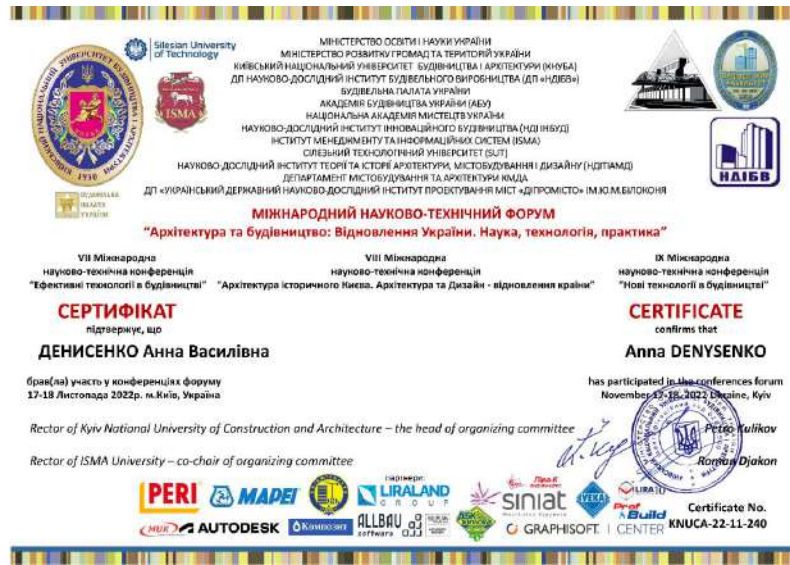 МІНІСТЕРСТВО ОСВІТИ І НАУКИ УКРАЇНИ
МІНІСТЕРСТВО РОЗВИТКУ ГРОМАД ТА ТЕРИТОРІЙ УКРАЇНИ
КИЇВСЬКИЙ НАЦІОНАЛЬНИЙ УНІВЕРСИТЕТ БУДІВНИЦТВА І АРХІТЕКТУРИ (КНУБА)
ДП НАУКОВО-ДОСЛІДНИЙ ІНСТИТУТ БУДІВЕЛЬНОГО ВИРОБНИЦТВА (ДП «НДІБВ»)
БУДІВЕЛЬНА ПАЛАТА УКРАЇНИ
АКАДЕМІЯ БУДІВНИЦТВА УКРАЇНИ (АБУ)
НАЦІОНАЛЬНА АКАДЕМІЯ МИСТЕЦТВ УКРАЇНИ
НАУКОВО-ДОСЛІДНИЙ ІНСТИТУТ ІННОВАЦІЙНОГО БУДІВНИЦТВА (НДІ ІНБУД)
ІНСТИТУТ МЕНЕДЖМЕНТУ ТА ІНФОРМАЦІЙНИХ СИСТЕМ (ISMA)
СІЛЕЗЬКИЙ ТЕХНОЛОГІЧНИЙ УНІВЕРСИТЕТ (SUT)
НАУКОВО-ДОСЛІДНИЙ ІНСТИТУТ ТЕОРІЇ ТА ІСТОРІЇ АРХІТЕКТУРИ, МІСТОБУДУВАННЯ І ДИЗАЙНУ (НДІТІАМД)
ДЕПАРТАМЕНТ МІСТОБУДУВАННЯ ТА АРХІТЕКТУРИ КМДА
ДП «УКРАЇНСЬКИЙ ДЕРЖАВНИЙ НАУКОВО-ДОСЛІДНИЙ ІНСТИТУТ ПРОЕКТУВАННЯ МІСТ «ДІПРОМІСТО» ІМ.Ю.М.БІЛОКОНЯ
Silesian University
of Technology
ISMA
1930
БУДІВЕЛЬНА
ПАЛАТА
УКРАЇНИ
НДІБВ
МІЖНАРОДНИЙ НАУКОВО-ТЕХНІЧНИЙ ФОРУМ
“Архітектура та будівництво: Відновлення України. Наука, технологія, практика”
VII Міжнародна
науково-технічна конференція
“Ефективні технології в будівництві”
VIII Міжнародна
науково-технічна конференція
“Архітектура історичного Києва. Архітектура та Дизайн - відновлення країни”
IX Міжнародна
науково-технічна конференція
“Нові технології в будівництві”
СЕРТИФІКАТ
підтвержує, що
ДЕНИСЕНКО Анна Василівна
брав(ла) участь у конференціях форуму
17-18 Листопада 2022р. м.Київ, Україна
CERTIFICATE
confirms that
Anna DENYSENKO
has participated in the conferences forum
November 17-18, 2022 Ukraine, Kyiv
Rector of Kyiv National University of Construction and Architecture – the head of organizing committee Petro Kulikov
Rector of ISMA University – co-chair of organizing committee Roman Djakon
партнери:
PERI MAPEI LIRALAND GROUP siniat VEKA
AUTODESK Композит ALLBAU software GRAPHISOFT CENTER
Prof Build
Certificate No.
KNUCA-22-11-240